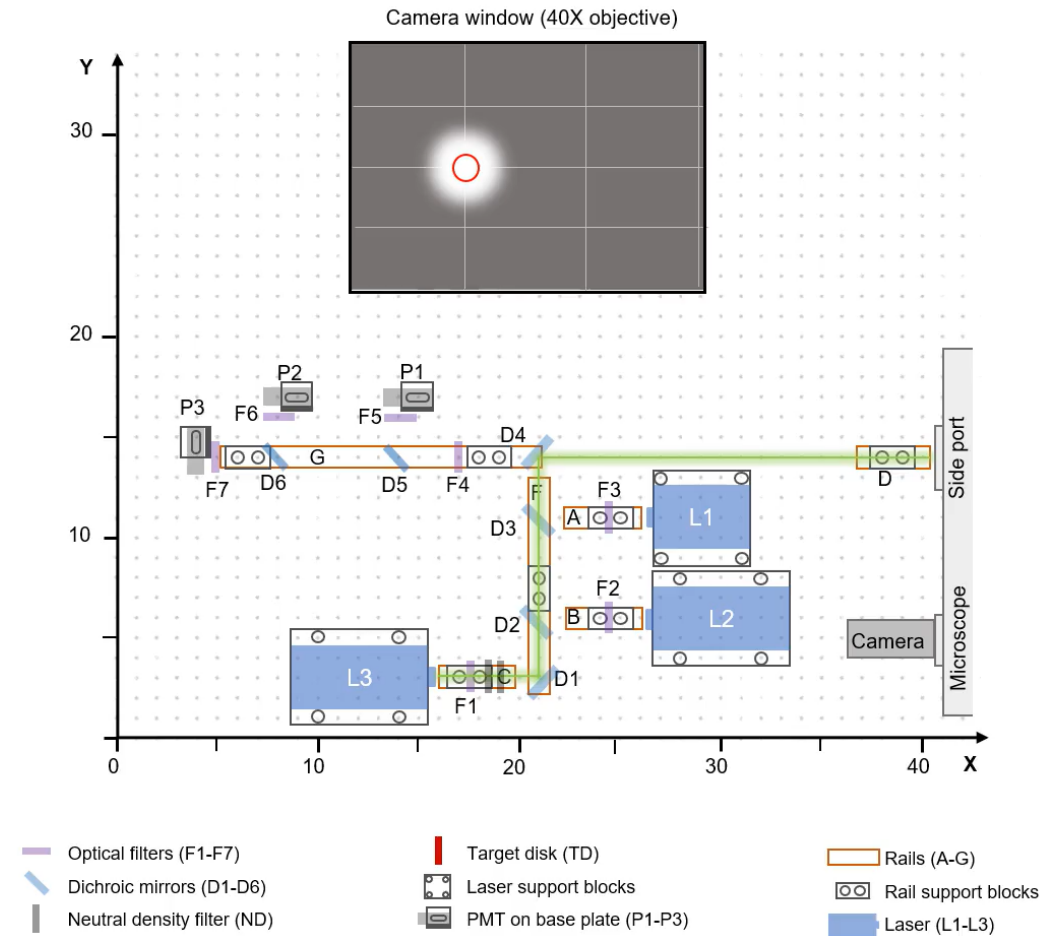 Camera window (40X objective)
Y
30
20
10
P2
P1
P3
F6
F5
D4
G
F7
D6
D5
F4
D
Side port
F
F3
D3
A
L1
F2
B
L2
D2
Camera
Microscope
L3
C
D1
F1
0
10
20
30
40
X
Optical filters (F1-F7)
Target disk (TD)
Rails (A-G)
Dichroic mirrors (D1-D6)
Laser support blocks
Rail support blocks
Neutral density filter (ND)
PMT on base plate (P1-P3)
Laser (L1-L3)